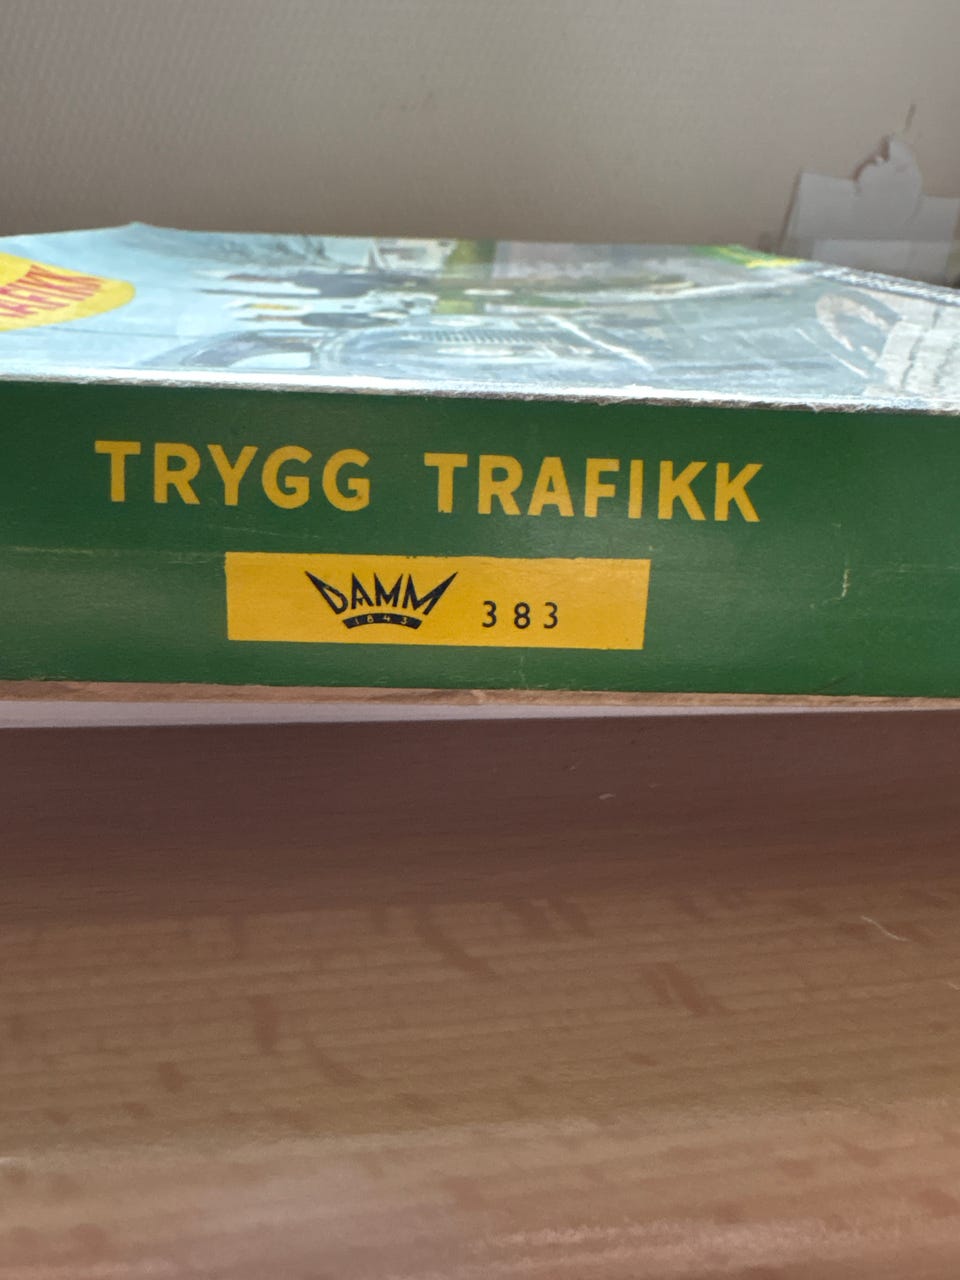 TRYGG TRAFIKK
DAMM 383
1843